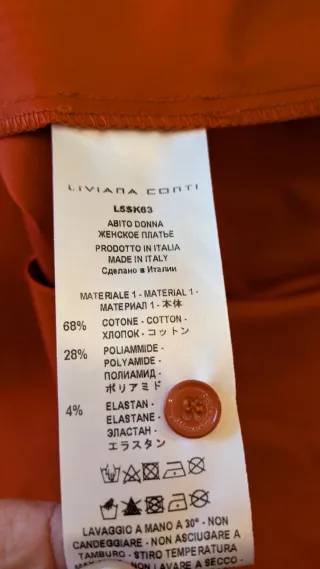 LIVIANA CONTI
L5SK63
ABITO DONNA
ЖЕНСКОЕ ПЛАТЬЕ
PRODOTTO IN ITALIA
MADE IN ITALY
Сделано в Италии
MATERIALE 1 - MATERIAL 1 -
МАТЕРИАЛ 1 - 本体
68% COTONE - COTTON -
ХЛОПОК - コットン
28% POLIAMMIDE -
POLYAMIDE -
ПОЛИАМИД -
ポリアミド
4% ELASTAN -
ELASTANE -
ЭЛАСТАН -
エラスタン
LAVAGGIO A MANO A 30° - NON
CANDEGGIARE - NON ASCIUGARE A
TAMBURO - STIRO TEMPERATURA
NON LAVARE A SECCO -